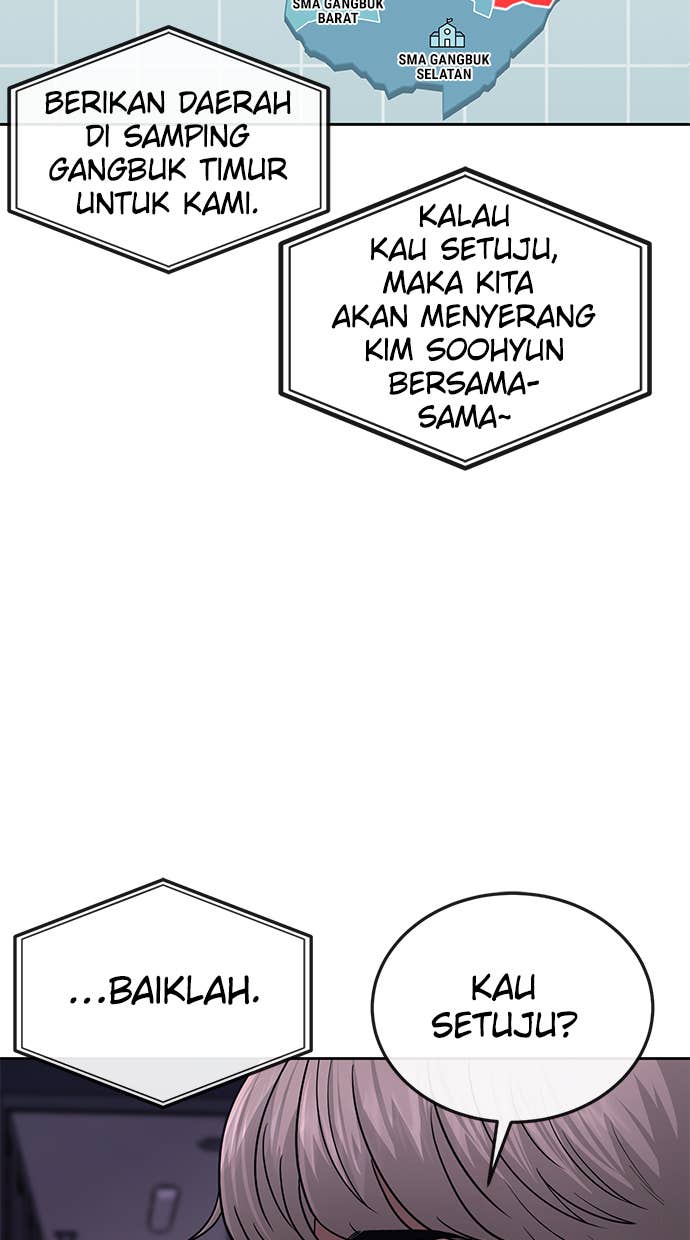 SMA GANGBUK
BARAT
SMA GANGBUK
SELATAN
BERIKAN DAERAH
DI SAMPING
GANGBUK TIMUR
UNTUK KAMI.
KALAU
KAU SETUJU,
MAKA KITA
AKAN MENYERANG
KIM SOOHYUN
BERSAMA-
SAMA~
...BAIKLAH.
KAU
SETUJU?